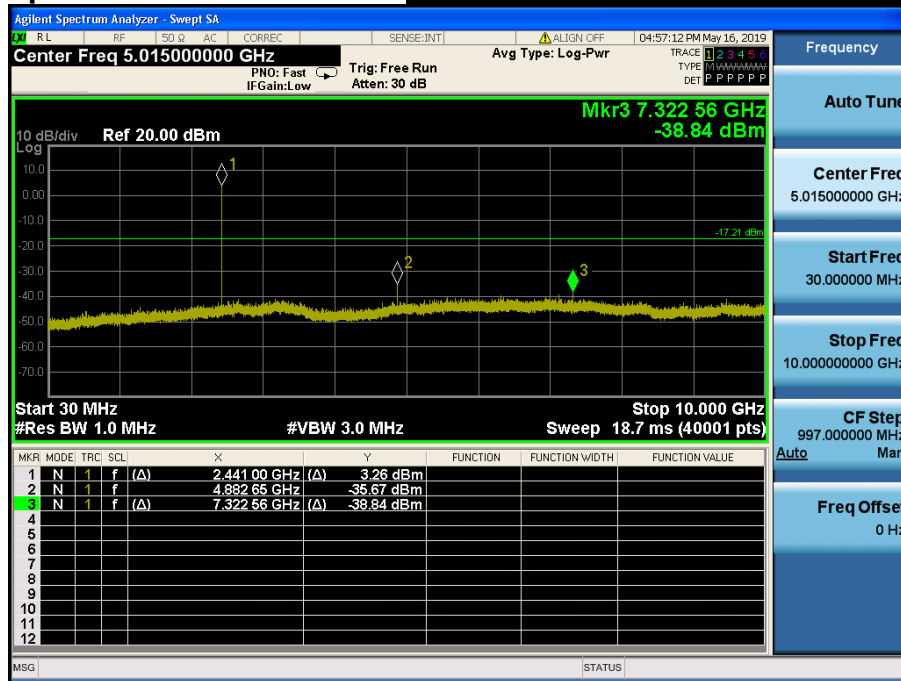 Agilent Spectrum Analyzer - Swept SA
LXI RL RF 50 Ω AC CORREC SENSE:INT ALIGN OFF 04:57:12 PM May 16, 2019
Center Freq 5.015000000 GHz
PNO: Fast
IFGain:Low
Trig: Free Run
Atten: 30 dB
Avg Type: Log-Pwr
TRACE 1 2 3 4 5 6
TYPE M W W W W W
DET P P P P P P
Mkr3 7.322 56 GHz
-38.84 dBm
10 dB/div Ref 20.00 dBm
Log
10.0
0.00
-10.0
-20.0
-30.0
-40.0
-50.0
-60.0
-70.0
1
2
3
-17.21 dBm
Start 30 MHz Stop 10.000 GHz
#Res BW 1.0 MHz #VBW 3.0 MHz Sweep 18.7 ms (40001 pts)
MKR MODE TRC SCL X Y FUNCTION FUNCTION WIDTH FUNCTION VALUE
1 N 1 f (Δ) 2.441 00 GHz (Δ) 3.26 dBm
2 N 1 f 4.882 65 GHz -35.67 dBm
3 N 1 f (Δ) 7.322 56 GHz (Δ) -38.84 dBm
4
5
6
7
8
9
10
11
12
MSG STATUS
Frequency
Auto Tune
Center Freq
5.015000000 GHz
Start Freq
30.000000 MHz
Stop Freq
10.000000000 GHz
CF Step
997.000000 MHz
Auto Man
Freq Offset
0 Hz